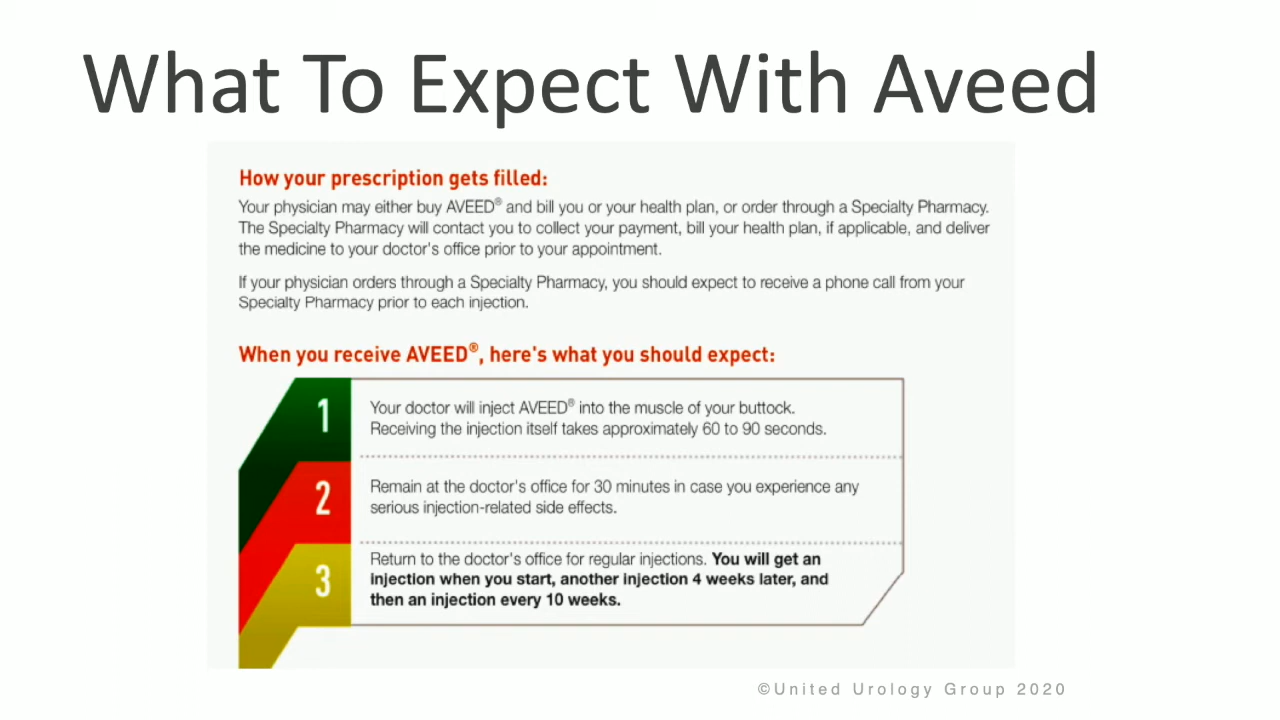 What To Expect With Aveed
How your prescription gets filled:
Your physician may either buy AVEED® and bill you or your health plan, or order through a Specialty Pharmacy.
The Specialty Pharmacy will contact you to collect your payment, bill your health plan, if applicable, and deliver
the medicine to your doctor's office prior to your appointment.
If your physician orders through a Specialty Pharmacy, you should expect to receive a phone call from your
Specialty Pharmacy prior to each injection.
When you receive AVEED®, here's what you should expect:
1
Your doctor will inject AVEED® into the muscle of your buttock.
Receiving the injection itself takes approximately 60 to 90 seconds.
2
Remain at the doctor's office for 30 minutes in case you experience any
serious injection-related side effects.
3
Return to the doctor's office for regular injections. You will get an
injection when you start, another injection 4 weeks later, and
then an injection every 10 weeks.
©United Urology Group 2020